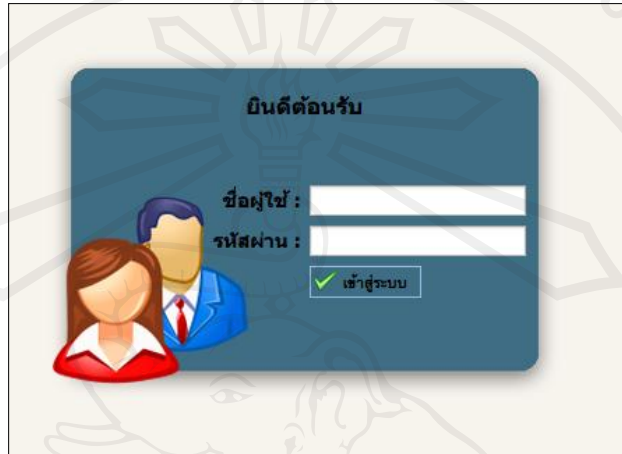 ยินดีต้อนรับ
ชื่อผู้ใช้ :
รหัสผ่าน :
เข้าสู่ระบบ